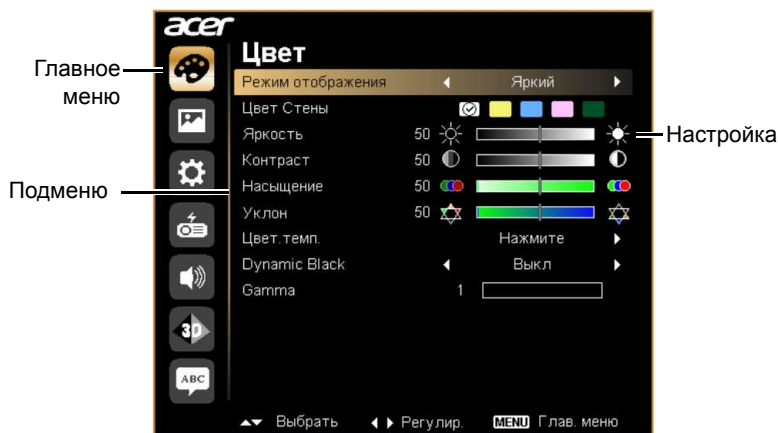 acer
Цвет
Главное
меню
Режим отображения Яркий
Цвет Стены
Яркость 50
Настройка
Контраст 50
Подменю
Насыщение 50
Уклон 50
Цвет.темп. Нажмите
Dynamic Black Выкл
Gamma 1
3D
ABC
Выбрать Регулир. MENU Глав. меню